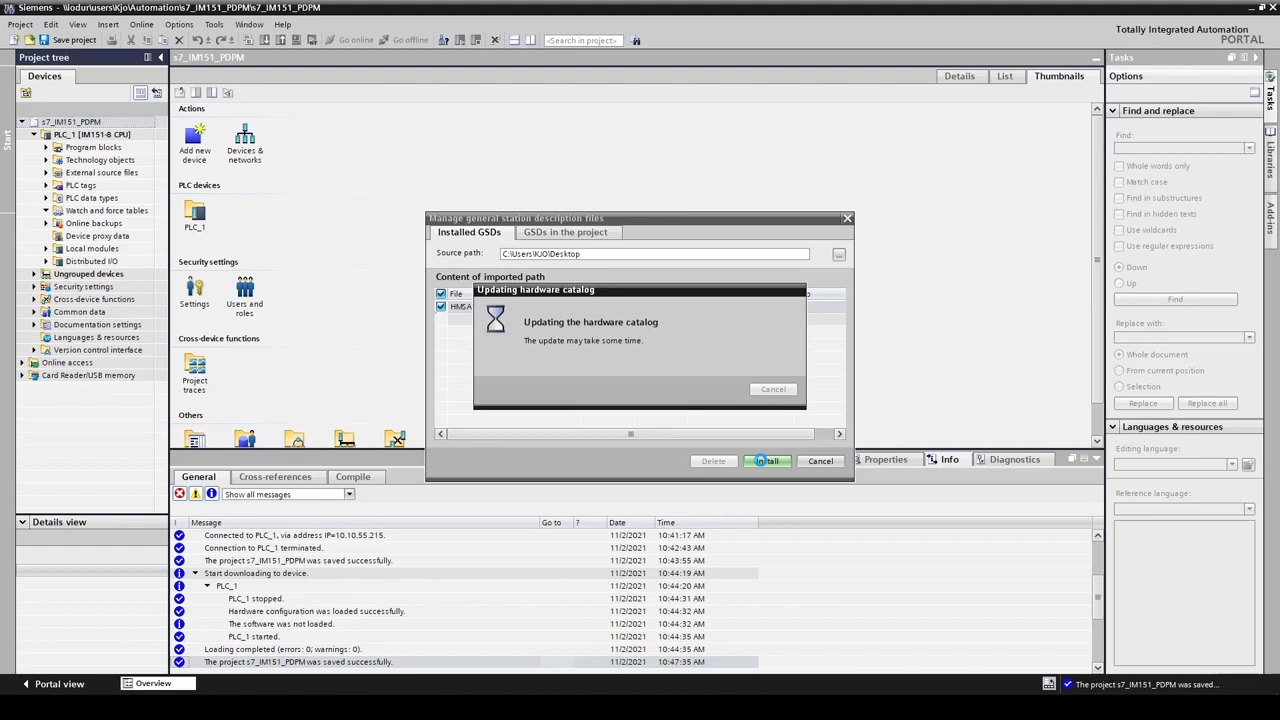 Siemens - \\lodur\users\Kjo\Automation\s7_IM151_PDPM\s7_IM151_PDPM
Project Edit View Insert Online Options Tools Window Help
Totally Integrated Automation
PORTAL
Save project
Go online
Go offline
<Search in project>
Project tree
s7_IM151_PDPM
Tasks
Devices
Details
List
Thumbnails
Options
Start
s7_IM151_PDPM
PLC_1 [IM151-8 CPU]
Program blocks
Technology objects
External source files
PLC tags
PLC data types
Watch and force tables
Online backups
Device proxy data
Local modules
Distributed I/O
Ungrouped devices
Security settings
Cross-device functions
Common data
Documentation settings
Languages & resources
Version control interface
Online access
Card Reader/USB memory
Details view
Actions
Add new device
Devices & networks
PLC devices
PLC_1
Security settings
Settings
Users and roles
Cross-device functions
Project traces
Others
Manage general station description files
Installed GSDs
GSDs in the project
Source path: C:\Users\KJO\Desktop
Content of imported path
File
HMSA
Updating hardware catalog
Updating the hardware catalog
The update may take some time.
Cancel
Delete
Install
Cancel
Properties
Info
Diagnostics
General
Cross-references
Compile
Show all messages
! Message Go to ? Date Time
Connected to PLC_1, via address IP=10.10.55.215. 11/2/2021 10:41:17 AM
Connection to PLC_1 terminated. 11/2/2021 10:42:43 AM
The project s7_IM151_PDPM was saved successfully. 11/2/2021 10:43:55 AM
Start downloading to device. 11/2/2021 10:44:19 AM
PLC_1 11/2/2021 10:44:20 AM
PLC_1 stopped. 11/2/2021 10:44:31 AM
Hardware configuration was loaded successfully. 11/2/2021 10:44:32 AM
The software was not loaded. 11/2/2021 10:44:32 AM
PLC_1 started. 11/2/2021 10:44:35 AM
Loading completed (errors: 0; warnings: 0). 11/2/2021 10:44:35 AM
The project s7_IM151_PDPM was saved successfully. 11/2/2021 10:47:35 AM
Find and replace
Find:
Whole words only
Match case
Find in substructures
Find in hidden texts
Use wildcards
Use regular expressions
Down
Up
Find
Replace with:
Whole document
From current position
Selection
Replace
Replace all
Languages & resources
Editing language:
Reference language:
Tasks
Libraries
Add-ins
Portal view
Overview
The project s7_IM151_PDPM was saved...